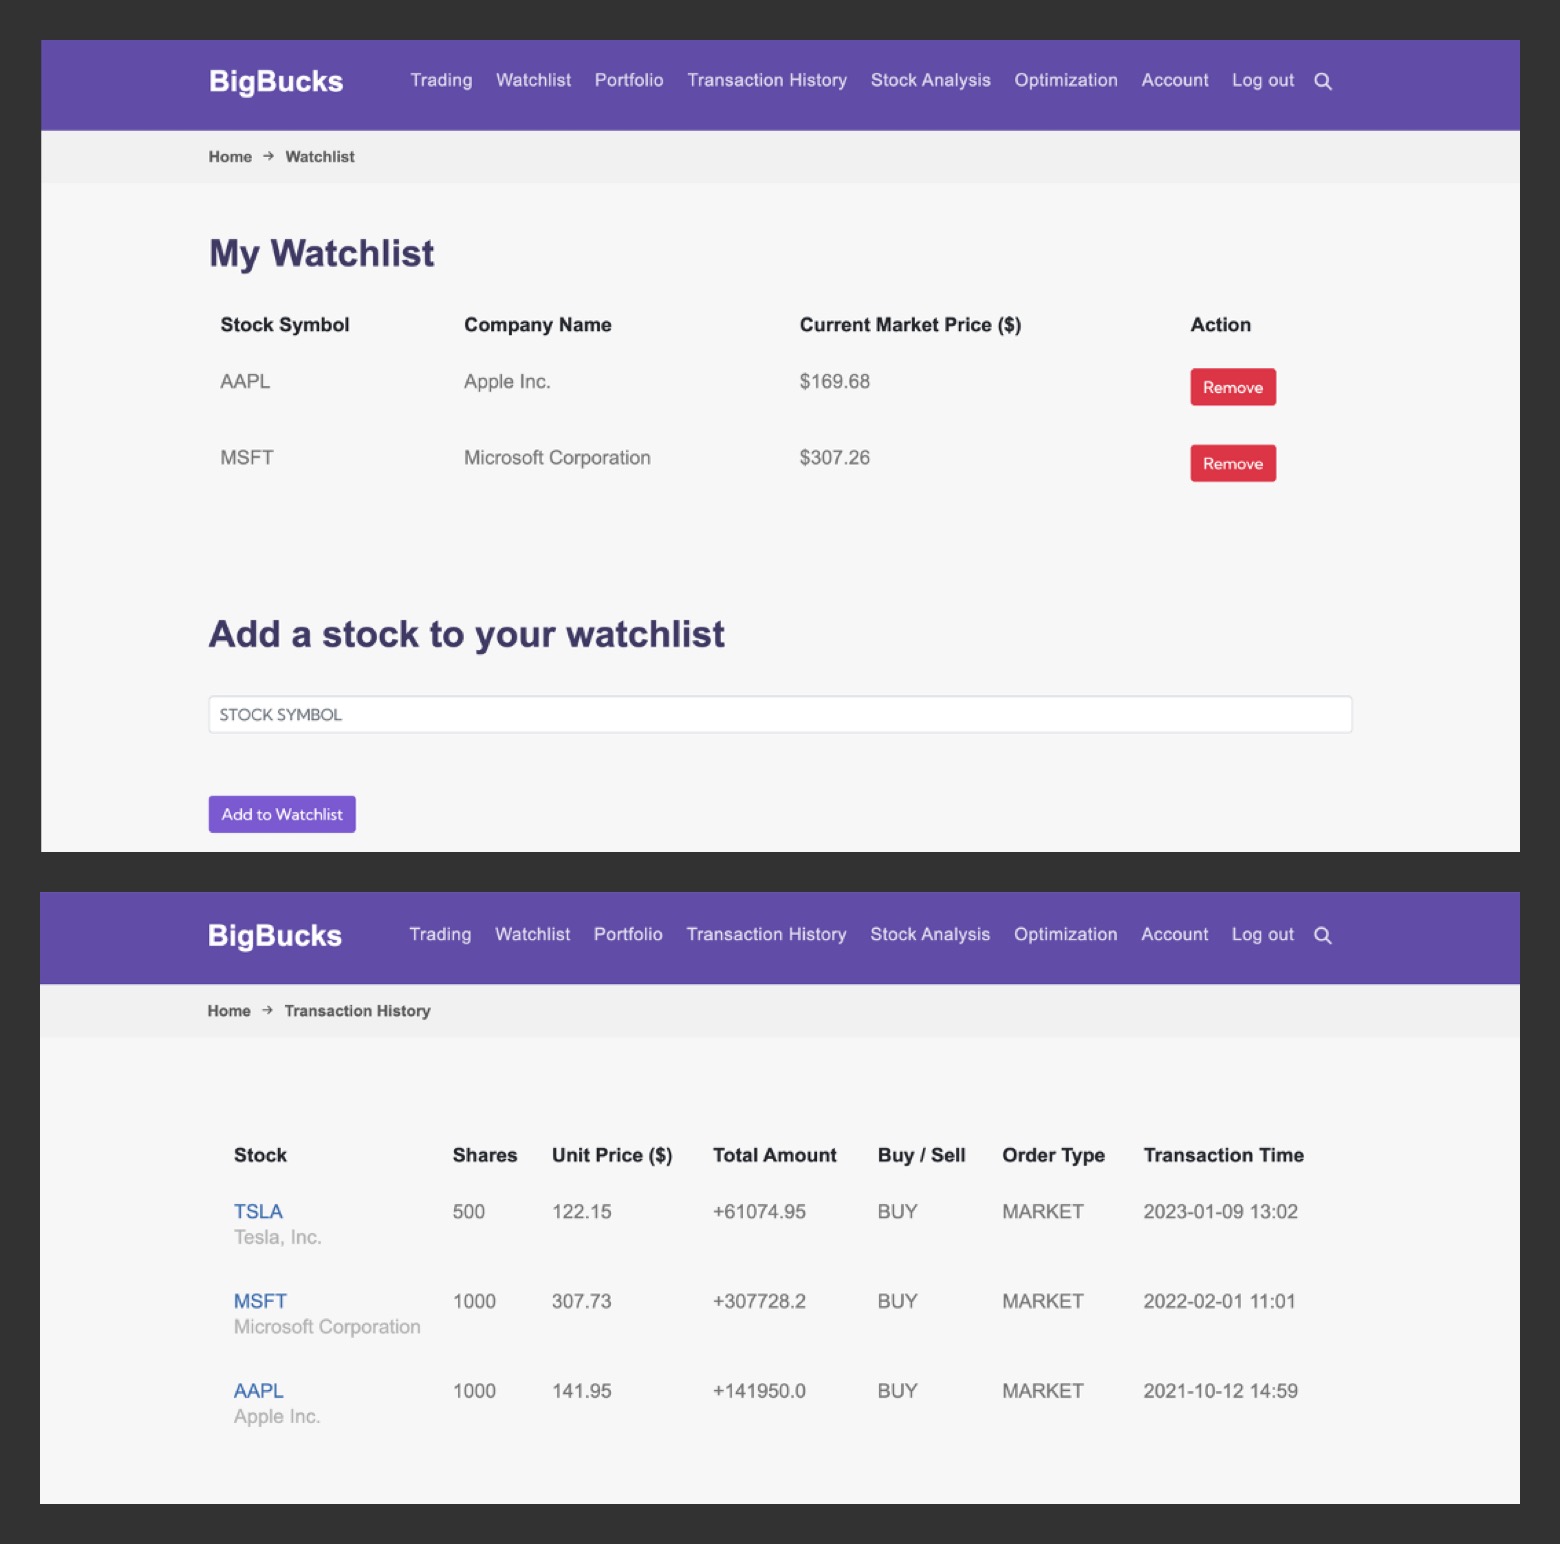 BigBucks Trading Watchlist Portfolio Transaction History Stock Analysis Optimization Account Log out
Home → Watchlist
My Watchlist
Stock Symbol Company Name Current Market Price ($) Action
AAPL Apple Inc. $169.68 Remove
MSFT Microsoft Corporation $307.26 Remove
Add a stock to your watchlist
STOCK SYMBOL
Add to Watchlist
BigBucks Trading Watchlist Portfolio Transaction History Stock Analysis Optimization Account Log out
Home → Transaction History
Stock Shares Unit Price ($) Total Amount Buy / Sell Order Type Transaction Time
TSLA 500 122.15 +61074.95 BUY MARKET 2023-01-09 13:02
Tesla, Inc.
MSFT 1000 307.73 +307728.2 BUY MARKET 2022-02-01 11:01
Microsoft Corporation
AAPL 1000 141.95 +141950.0 BUY MARKET 2021-10-12 14:59
Apple Inc.